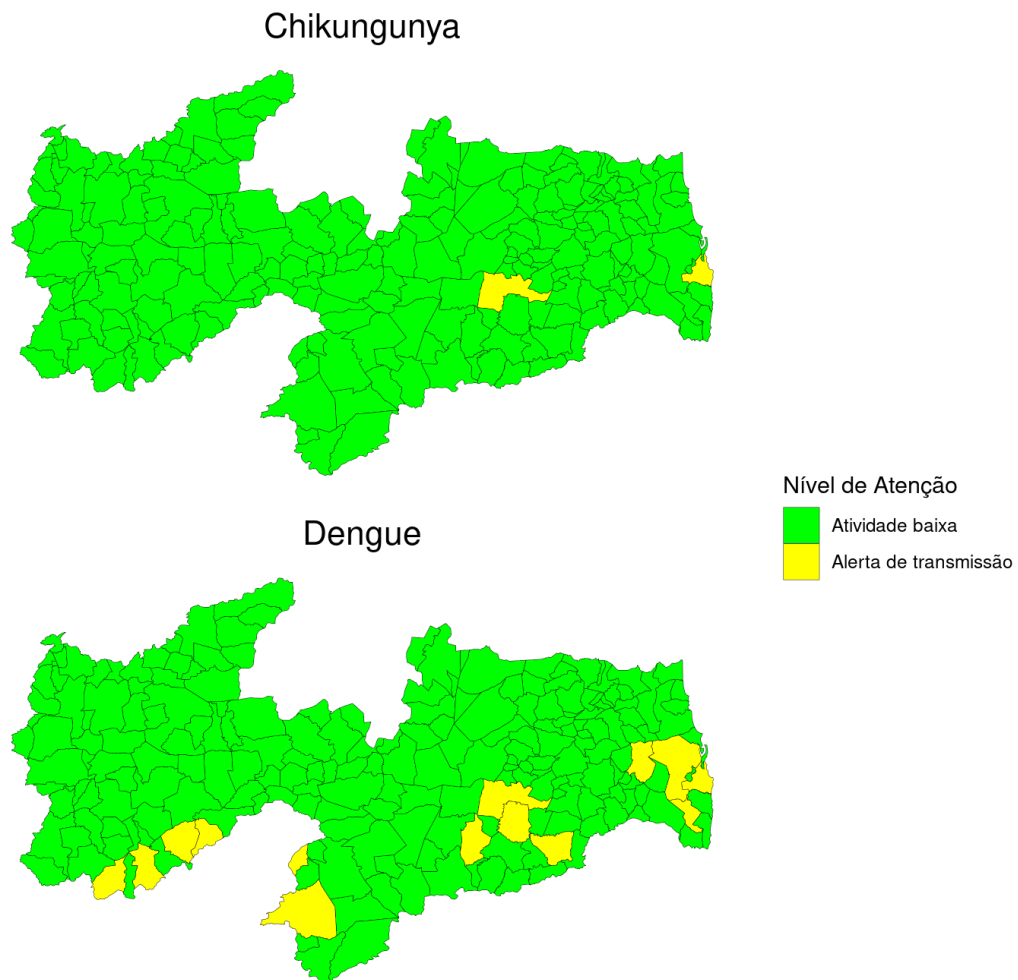 Chikungunya
Nível de Atenção
Atividade baixa
Alerta de transmissão
Dengue